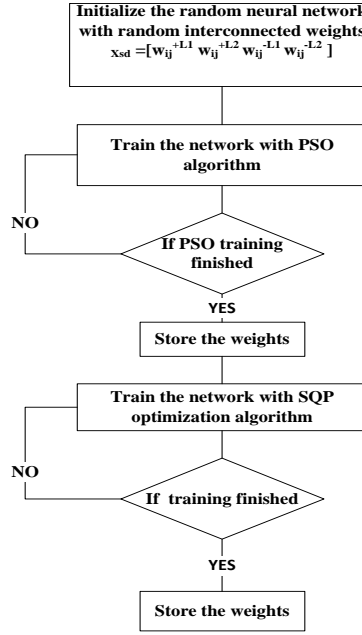 Initialize the random neural network
with random interconnected weights
xsd =[wij+L1 wij+L2 wij-L1 wij-L2 ]
Train the network with PSO
algorithm
NO
If PSO training
finished
YES
Store the weights
Train the network with SQP
optimization algorithm
NO
If training finished
YES
Store the weights